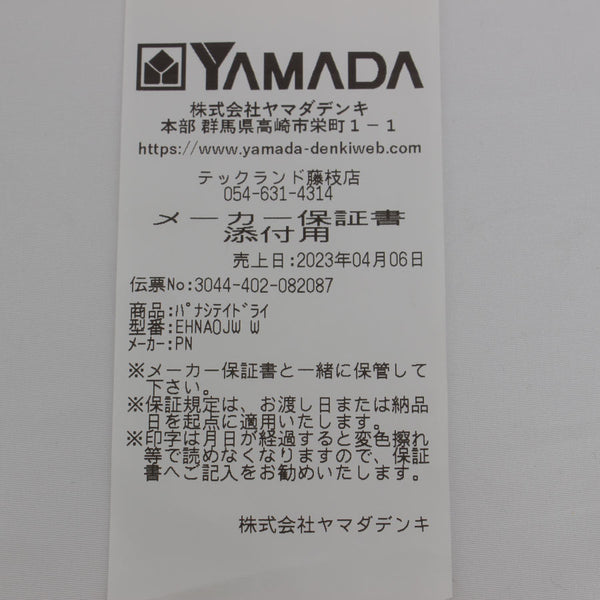 YAMADA
株式会社ヤマダデンキ
本部 群馬県高崎市栄町1-1
https://www.yamada-denkiweb.com
テックランド藤枝店
054-631-4314
メーカー保証書
添付用
売上日:2023年04月06日
伝票No:3044-402-082087
商品:ﾊﾟﾅｼﾃｲﾄﾞﾗｲ
型番:EHNA0JW W
ﾒｰｶｰ:PN
※メーカー保証書と一緒に保管して
下さい。
※保証規定は、お渡し日または納品
日を起点に適用いたします。
※印字は月日が経過すると変色擦れ
等で読めなくなりますので、保証
書へご記入をお勧めいたします。
株式会社ヤマダデンキ